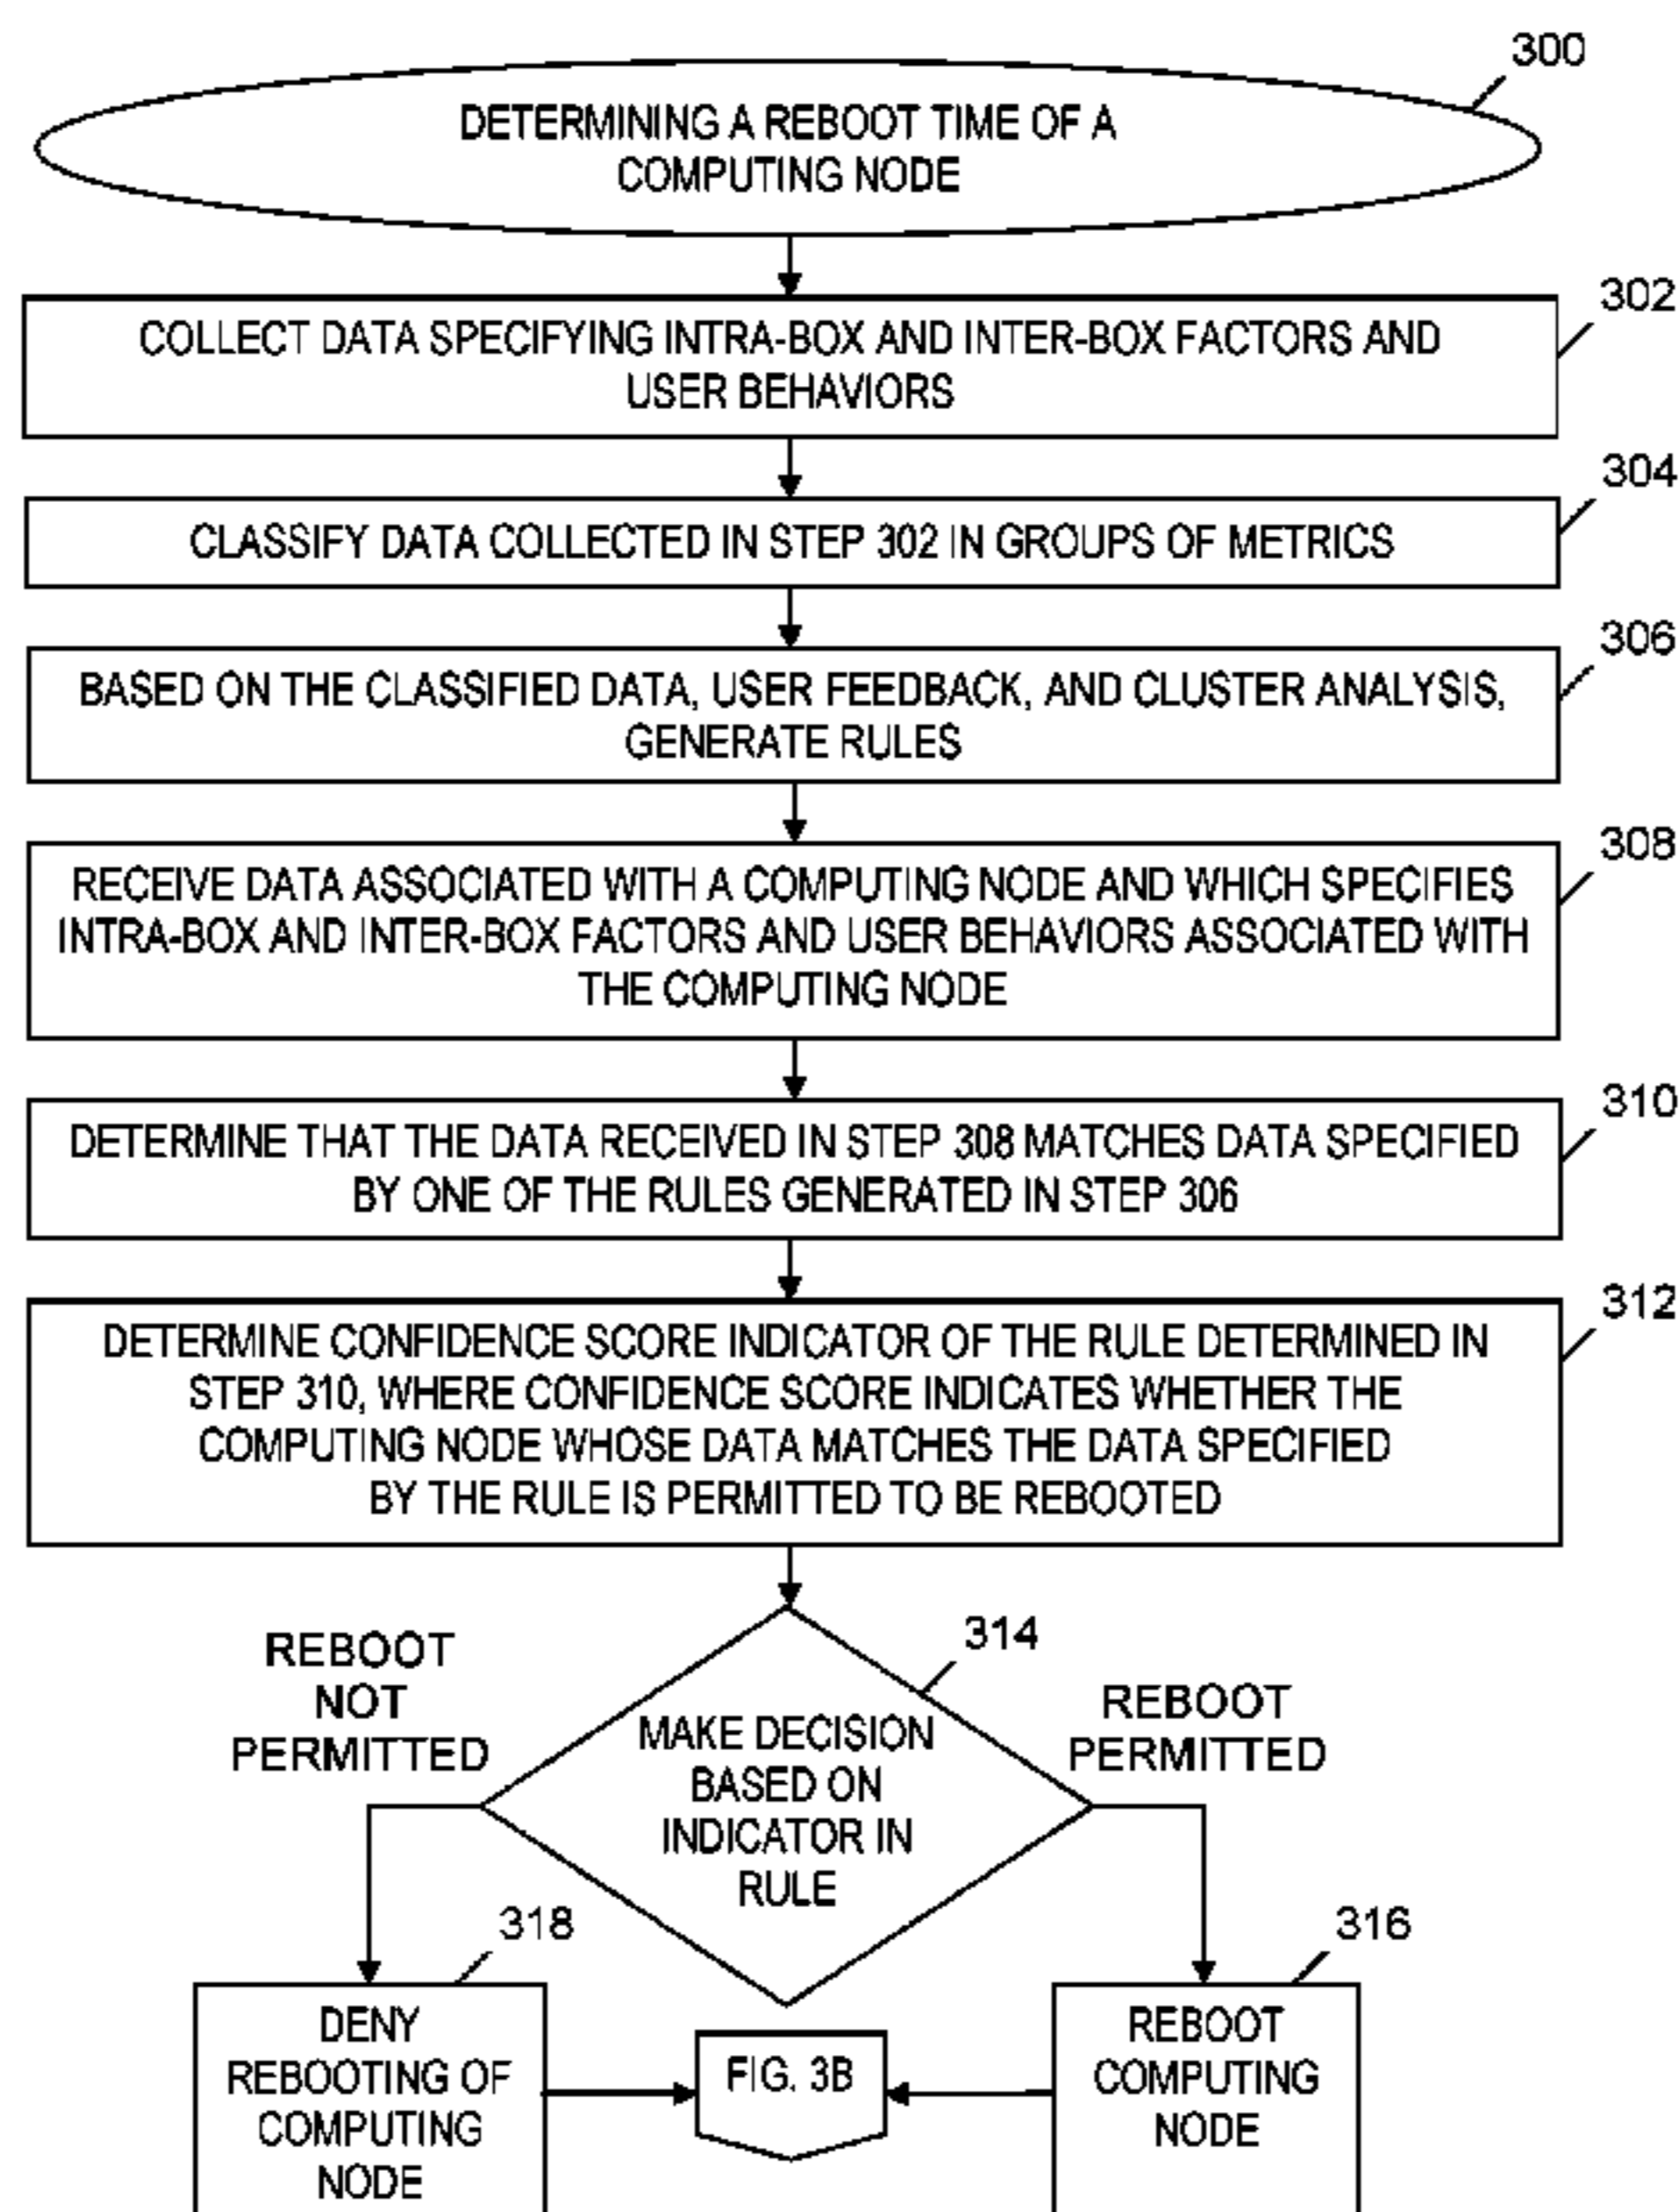 300
DETERMINING A REBOOT TIME OF A
COMPUTING NODE
302
COLLECT DATA SPECIFYING INTRA-BOX AND INTER-BOX FACTORS AND
USER BEHAVIORS
304
CLASSIFY DATA COLLECTED IN STEP 302 IN GROUPS OF METRICS
306
BASED ON THE CLASSIFIED DATA, USER FEEDBACK, AND CLUSTER ANALYSIS,
GENERATE RULES
308
RECEIVE DATA ASSOCIATED WITH A COMPUTING NODE AND WHICH SPECIFIES
INTRA-BOX AND INTER-BOX FACTORS AND USER BEHAVIORS ASSOCIATED WITH
THE COMPUTING NODE
310
DETERMINE THAT THE DATA RECEIVED IN STEP 308 MATCHES DATA SPECIFIED
BY ONE OF THE RULES GENERATED IN STEP 306
312
DETERMINE CONFIDENCE SCORE INDICATOR OF THE RULE DETERMINED IN
STEP 310, WHERE CONFIDENCE SCORE INDICATES WHETHER THE
COMPUTING NODE WHOSE DATA MATCHES THE DATA SPECIFIED
BY THE RULE IS PERMITTED TO BE REBOOTED
314
REBOOT
NOT
PERMITTED
MAKE DECISION
BASED ON
INDICATOR IN
RULE
REBOOT
PERMITTED
318
DENY
REBOOTING OF
COMPUTING
NODE
FIG. 3B
316
REBOOT
COMPUTING
NODE